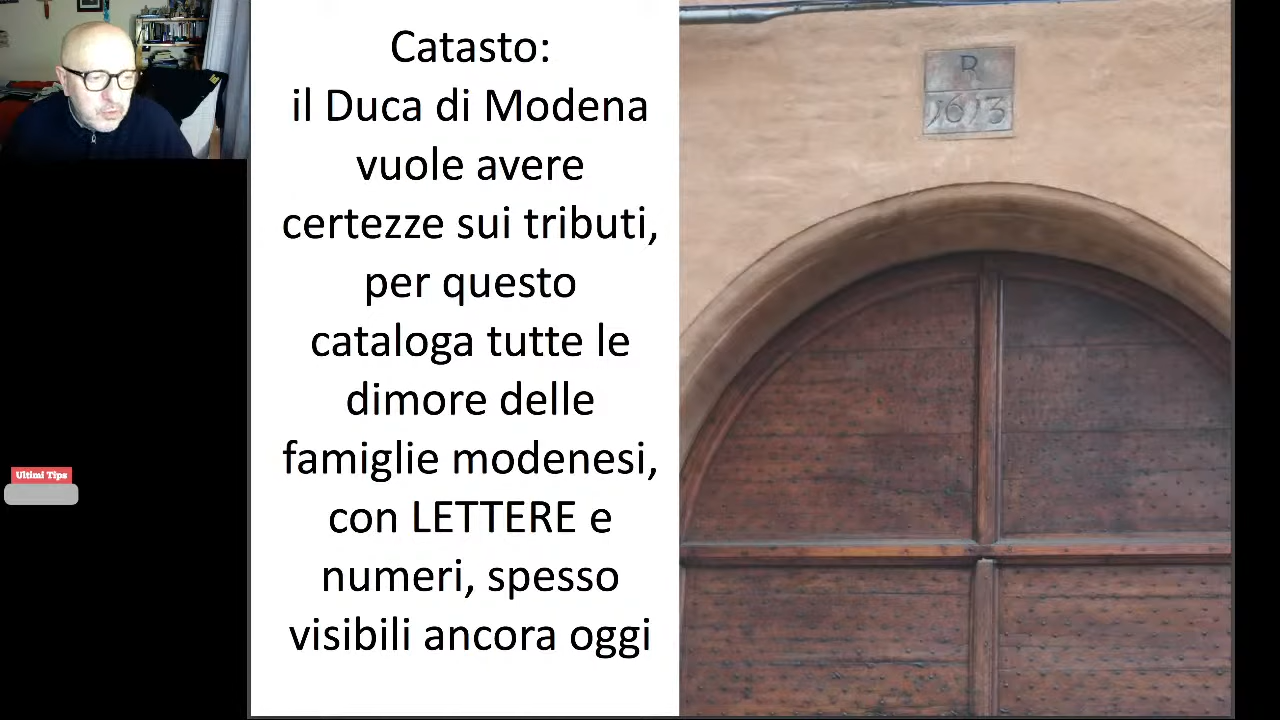 Catasto:
il Duca di Modena
vuole avere
certezze sui tributi,
per questo
cataloga tutte le
dimore delle
famiglie modenesi,
con LETTERE e
numeri, spesso
visibili ancora oggi
R
1613
Ultimi Tips